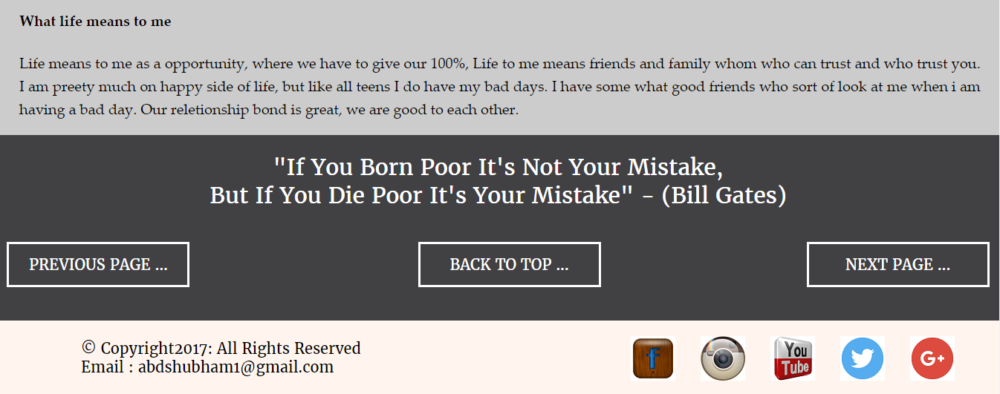 What life means to me
Life means to me as a opportunity, where we have to give our 100%, Life to me means friends and family whom who can trust and who trust you.
I am preety much on happy side of life, but like all teens I do have my bad days. I have some what good friends who sort of look at me when i am
having a bad day. Our reletionship bond is great, we are good to each other.
"If You Born Poor It's Not Your Mistake,
But If You Die Poor It's Your Mistake" - (Bill Gates)
PREVIOUS PAGE ...
BACK TO TOP ...
NEXT PAGE ...
© Copyright2017: All Rights Reserved
Email : abdshubham1@gmail.com
f
You
Tube
G+